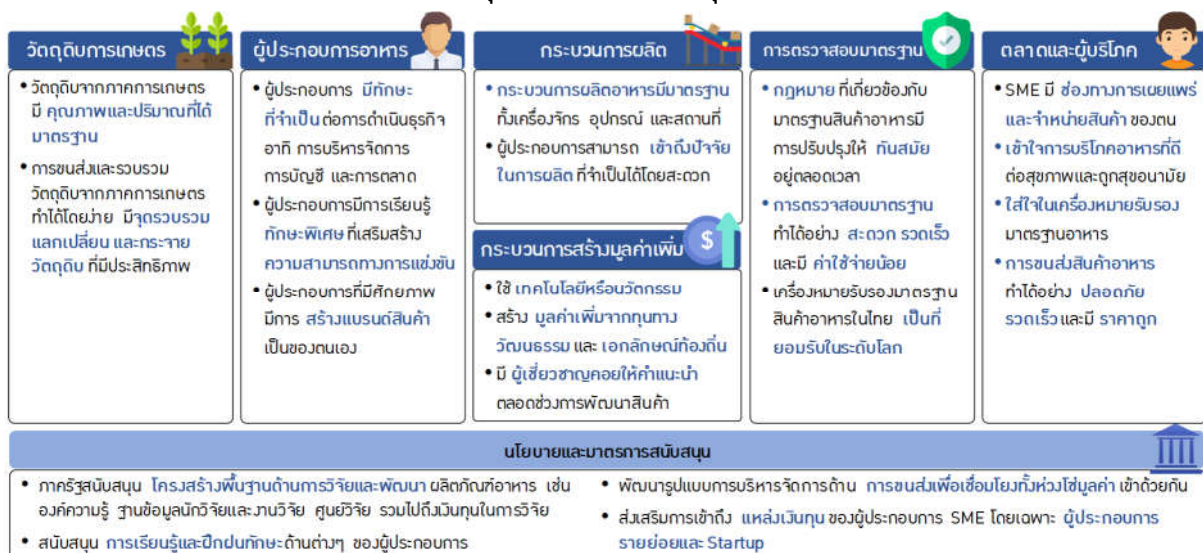 วัตถุดิบการเกษตร
• วัตถุดิบจากภาคการเกษตร
มี คุณภาพและปริมาณที่ได้
มาตรฐาน
• การขนส่งและรวบรวม
วัตถุดิบจากภาคการเกษตร
ทำได้โดยง่าย มีจุดรวบรวม
แลกเปลี่ยน และกระจาย
วัตถุดิบ ที่มีประสิทธิภาพ
ผู้ประกอบการอาหาร
• ผู้ประกอบการ มีทักษะ
ที่จำเป็น ต่อการดำเนินธุรกิจ
อาทิ การบริหารจัดการ
การบัญชี และการตลาด
• ผู้ประกอบการมีการเรียนรู้
ทักษะพิเศษ ที่เสริมสร้าง
ความสามารถทางการแข่งขัน
• ผู้ประกอบการที่มีศักยภาพ
มีการ สร้างแบรนด์สินค้า
เป็นของตนเอง
กระบวนการผลิต
• กระบวนการผลิตอาหารมีมาตรฐาน
ทั้งเครื่องจักร อุปกรณ์ และสถานที่
• ผู้ประกอบการสามารถ เข้าถึงปัจจัย
ในการผลิต ที่จำเป็นได้โดยสะดวก
กระบวนการสร้างมูลค่าเพิ่ม
$
• ใช้ เทคโนโลยีหรือนวัตกรรม
• สร้าง มูลค่าเพิ่มจากทุนทาง
วัฒนธรรม และ เอกลักษณ์ท้องถิ่น
• มี ผู้เชี่ยวชาญคอยให้คำแนะนำ
ตลอดช่วงการพัฒนาสินค้า
การตรวจสอบมาตรฐาน
• กฎหมาย ที่เกี่ยวข้องกับ
มาตรฐานสินค้าอาหารมี
การปรับปรุงให้ ทันสมัย
อยู่ตลอดเวลา
• การตรวจสอบมาตรฐาน
ทำได้อย่าง สะดวก รวดเร็ว
และมี ค่าใช้จ่ายน้อย
• เครื่องหมายรับรองมาตรฐาน
สินค้าอาหารในไทย เป็นที่
ยอมรับในระดับโลก
ตลาดและผู้บริโภค
• SME มี ช่องทางการเผยแพร่
และจำหน่ายสินค้า ของตน
• เข้าใจการบริโภคอาหารที่ดี
ต่อสุขภาพและถูกสุขอนามัย
• ใส่ใจในเครื่องหมายรับรอง
มาตรฐานอาหาร
• การขนส่งสินค้าอาหาร
ทำได้อย่าง ปลอดภัย
รวดเร็ว และมี ราคาถูก
นโยบายและมาตรการสนับสนุน
• ภาครัฐสนับสนุน โครงสร้างพื้นฐานด้านการวิจัยและพัฒนา ผลิตภัณฑ์อาหาร เช่น
องค์ความรู้ ฐานข้อมูลนักวิจัยและงานวิจัย ศูนย์วิจัย รวมไปถึงเงินทุนในการวิจัย
• สนับสนุน การเรียนรู้และฝึกฝนทักษะ ด้านต่างๆ ของผู้ประกอบการ
• พัฒนารูปแบบการบริหารจัดการด้าน การขนส่งเพื่อเชื่อมโยงทั้งห่วงโซ่มูลค่า เข้าด้วยกัน
• ส่งเสริมการเข้าถึง แหล่งเงินทุน ของผู้ประกอบการ SME โดยเฉพาะ ผู้ประกอบการ
รายย่อยและ Startup